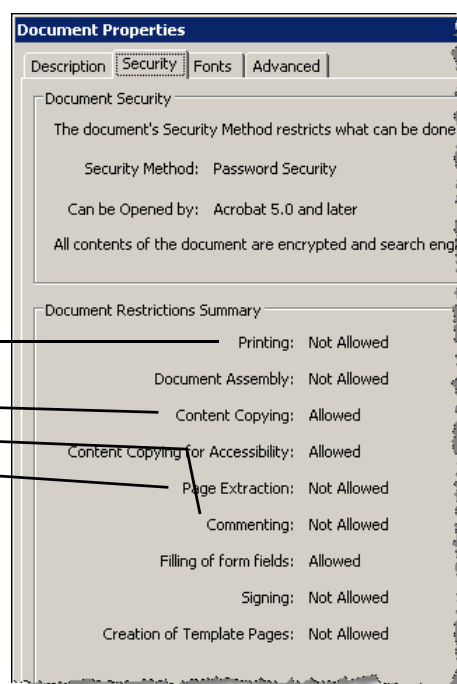 Document Properties
Description Security Fonts Advanced
Document Security
The document's Security Method restricts what can be done
Security Method: Password Security
Can be Opened by: Acrobat 5.0 and later
All contents of the document are encrypted and search
Document Restrictions Summary
Printing: Not Allowed
Document Assembly: Not Allowed
Content Copying: Allowed
Content Copying for Accessibility: Allowed
Page Extraction: Not Allowed
Commenting: Not Allowed
Filling of form fields: Allowed
Signing: Not Allowed
Creation of Template Pages: Not Allowed